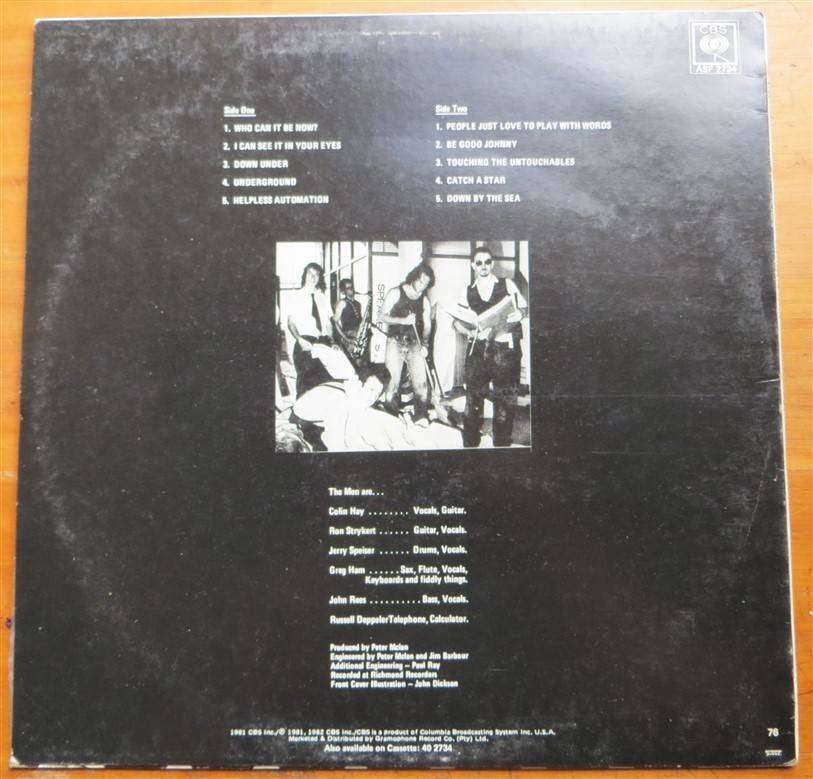 CBS
ASF 2734
Side One
1. WHO CAN IT BE NOW?
2. I CAN SEE IT IN YOUR EYES
3. DOWN UNDER
4. UNDERGROUND
5. HELPLESS AUTOMATION
Side Two
1. PEOPLE JUST LOVE TO PLAY WITH WORDS
2. BE GOOD JOHNNY
3. TOUCHING THE UNTOUCHABLES
4. CATCH A STAR
5. DOWN BY THE SEA
The Men are...
Colin Hay ........ Vocals, Guitar.
Ron Strykert ...... Guitar, Vocals.
Jerry Speiser ...... Drums, Vocals.
Greg Ham ...... Sax, Flute, Vocals,
Keyboards and fiddly things.
John Rees .......... Bass, Vocals.
Russell Deppeler Telephone, Calculator.
Produced by Peter McIan
Engineered by Peter McIan and Jim Barbour
Additional Engineering – Paul Ray
Recorded at Richmond Recorders
Front Cover Illustration – John Dickson
1981 CBS Inc./℗ 1981, 1982 CBS Inc./CBS is a product of Columbia Broadcasting System Inc. U.S.A.
Marketed & Distributed by Gramophone Record Co. (Pty) Ltd.
Also available on Cassette: 40 2734
76